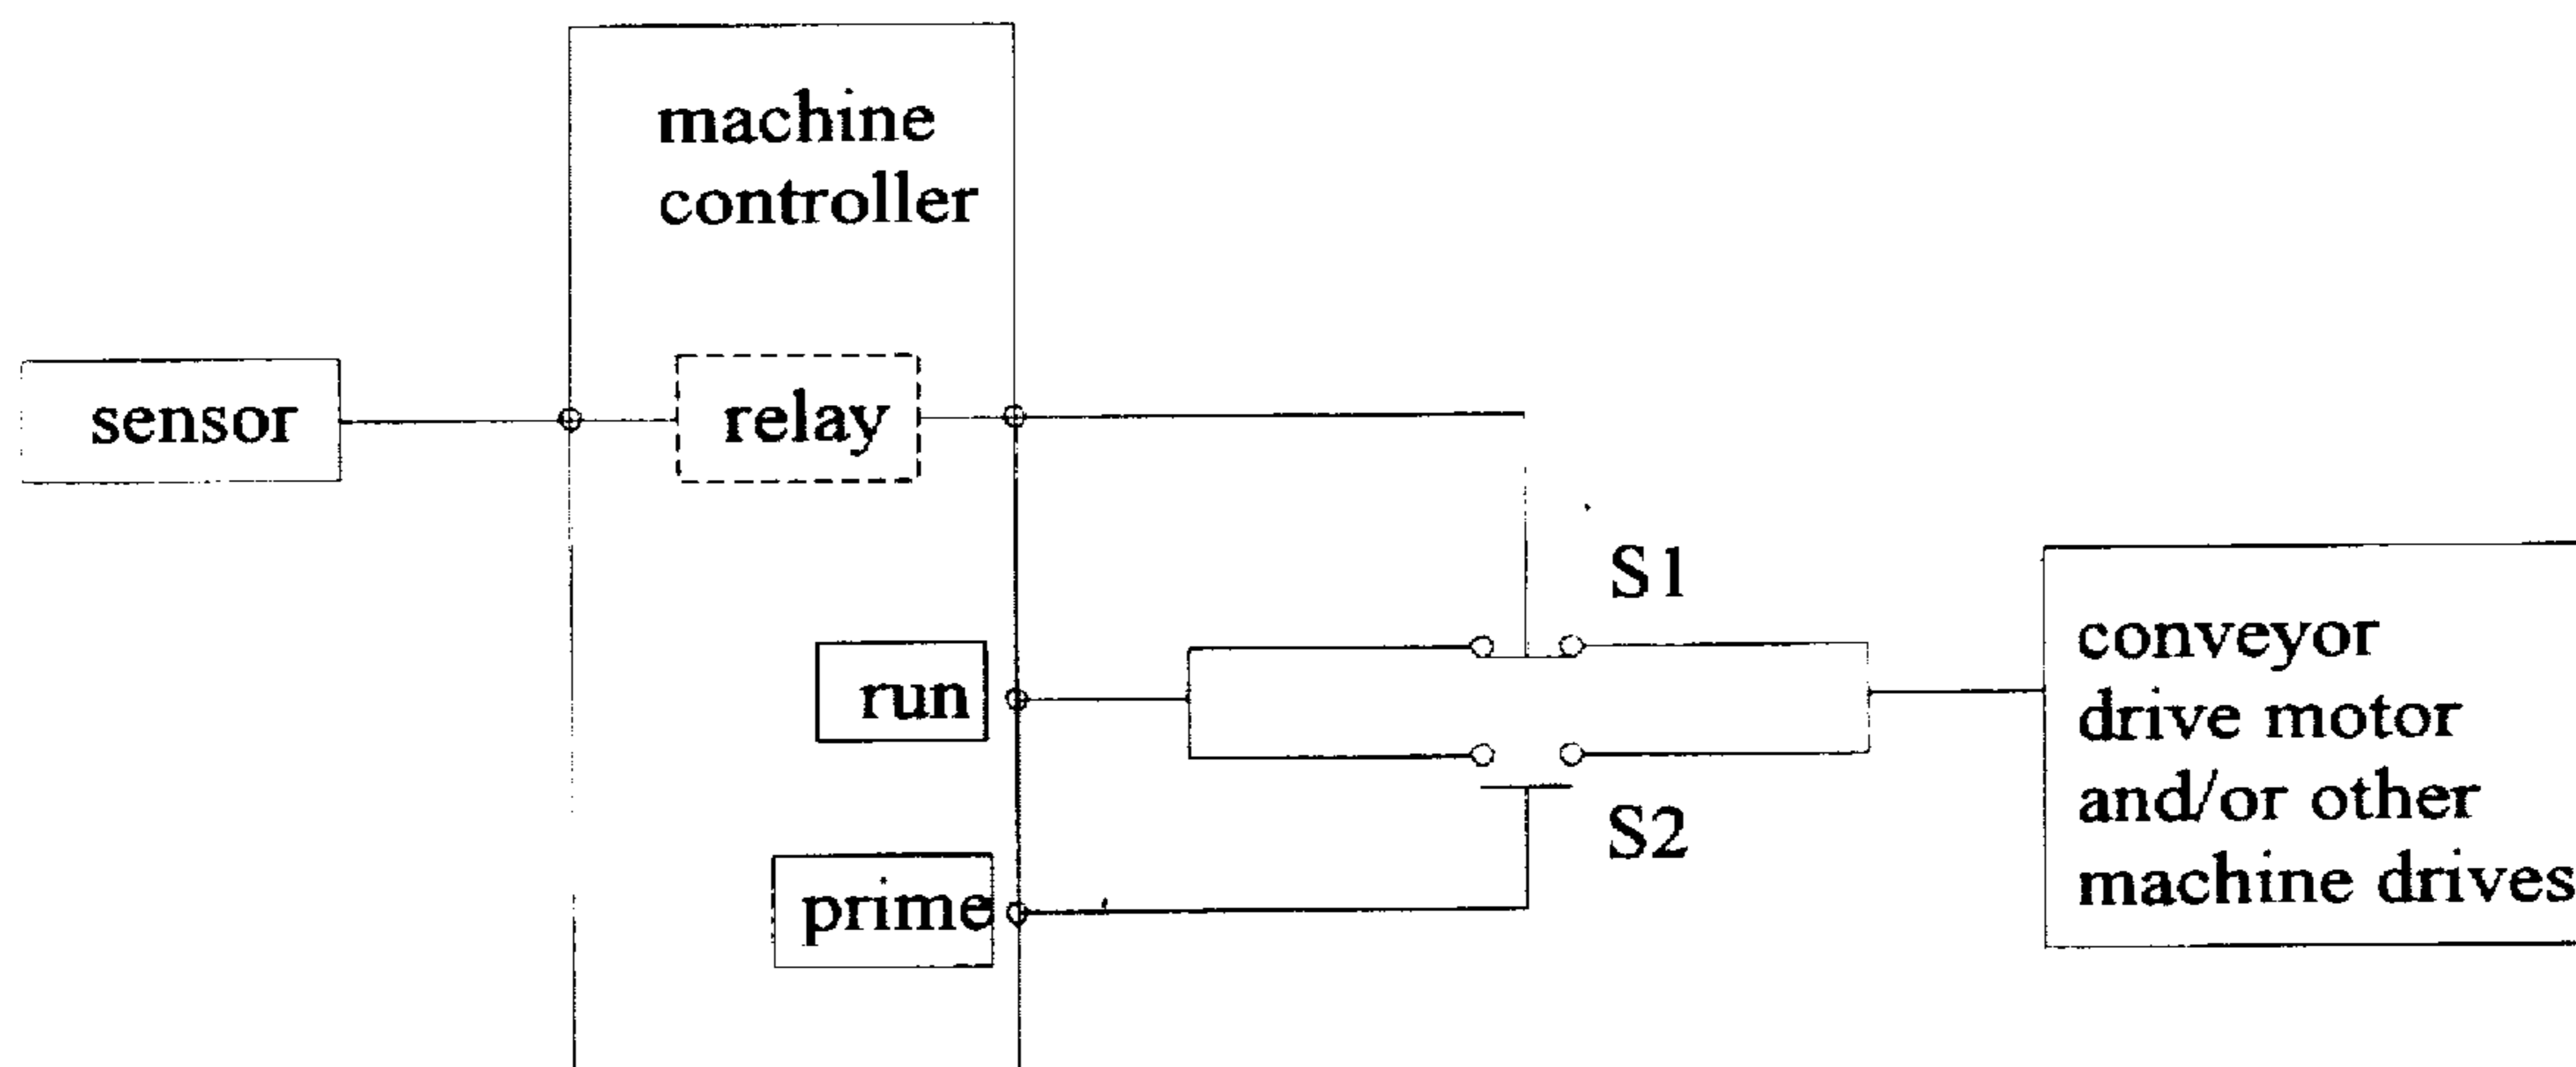 machine
controller
sensor
relay
S1
run
conveyor
drive motor
and/or other
machine drives
S2
prime